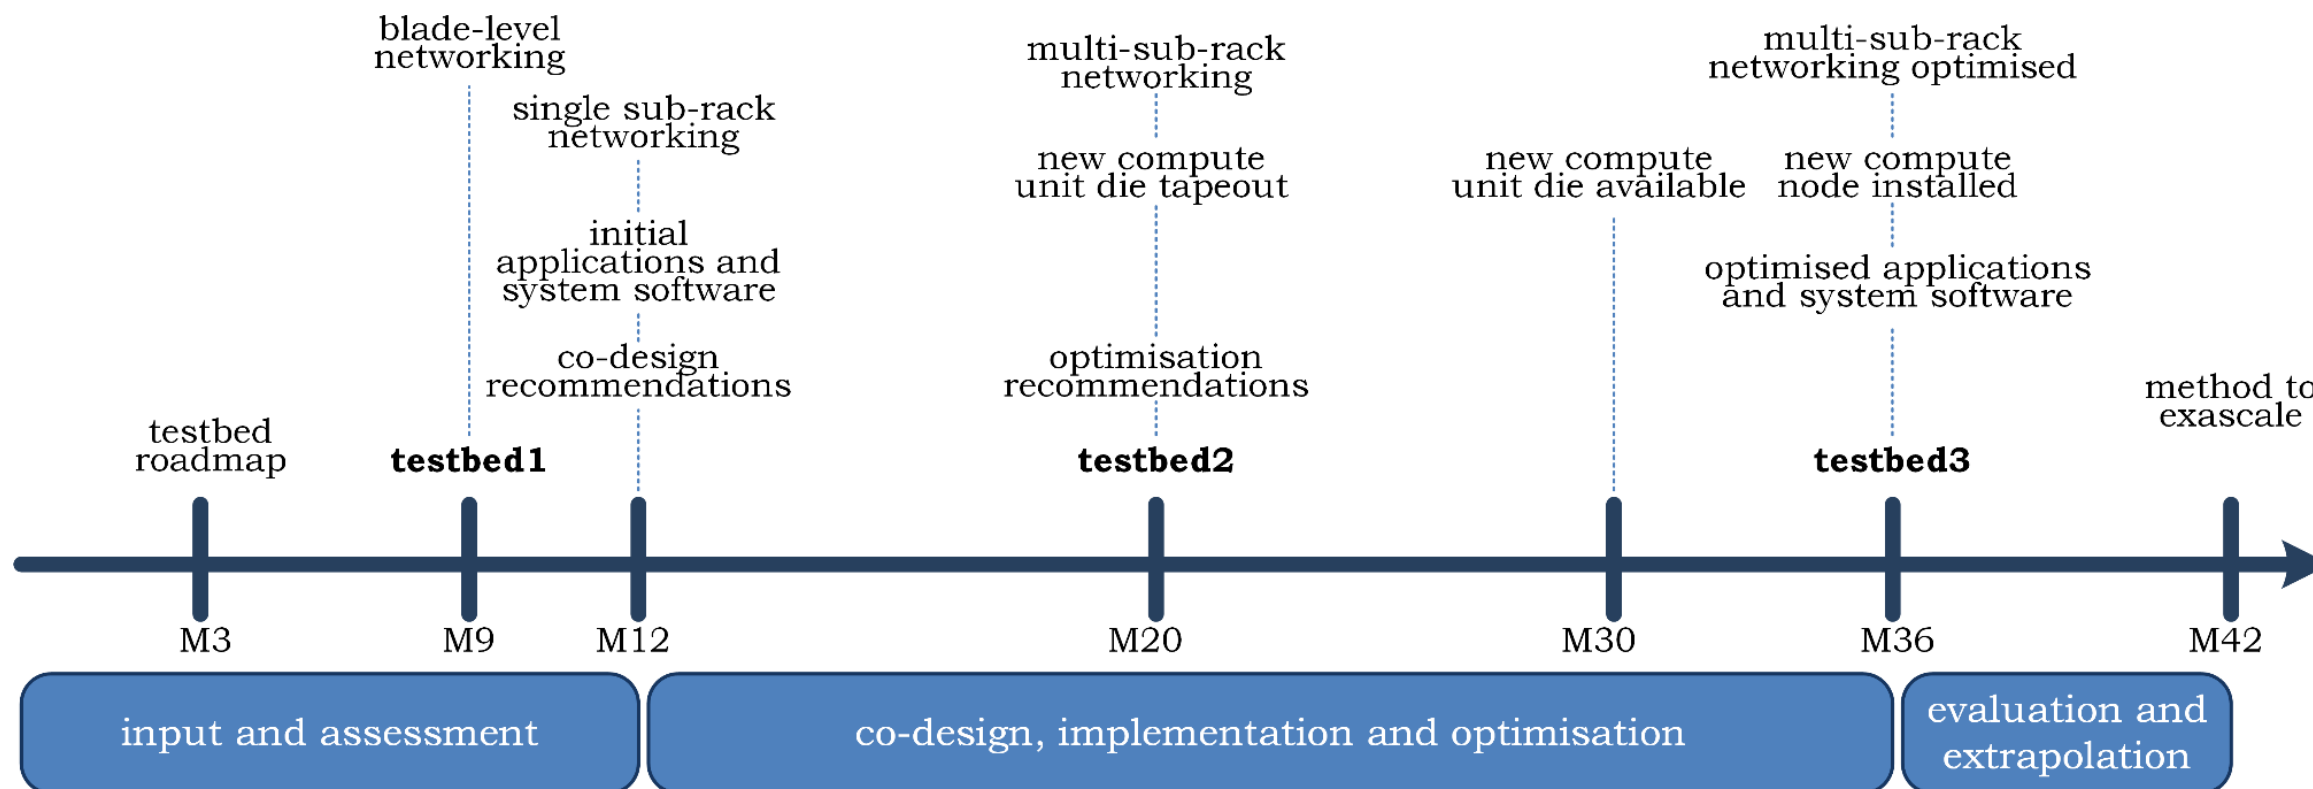 blade-level
networking
single sub-rack
networking
initial
applications and
system software
co-design
recommendations
testbed
roadmap
testbed1
multi-sub-rack
networking
new compute
unit die tapeout
optimisation
recommendations
testbed2
new compute
unit die available
multi-sub-rack
networking optimised
new compute
node installed
optimised applications
and system software
testbed3
method to
exascale
M3
M9
M12
M20
M30
M36
M42
input and assessment
co-design, implementation and optimisation
evaluation and
extrapolation